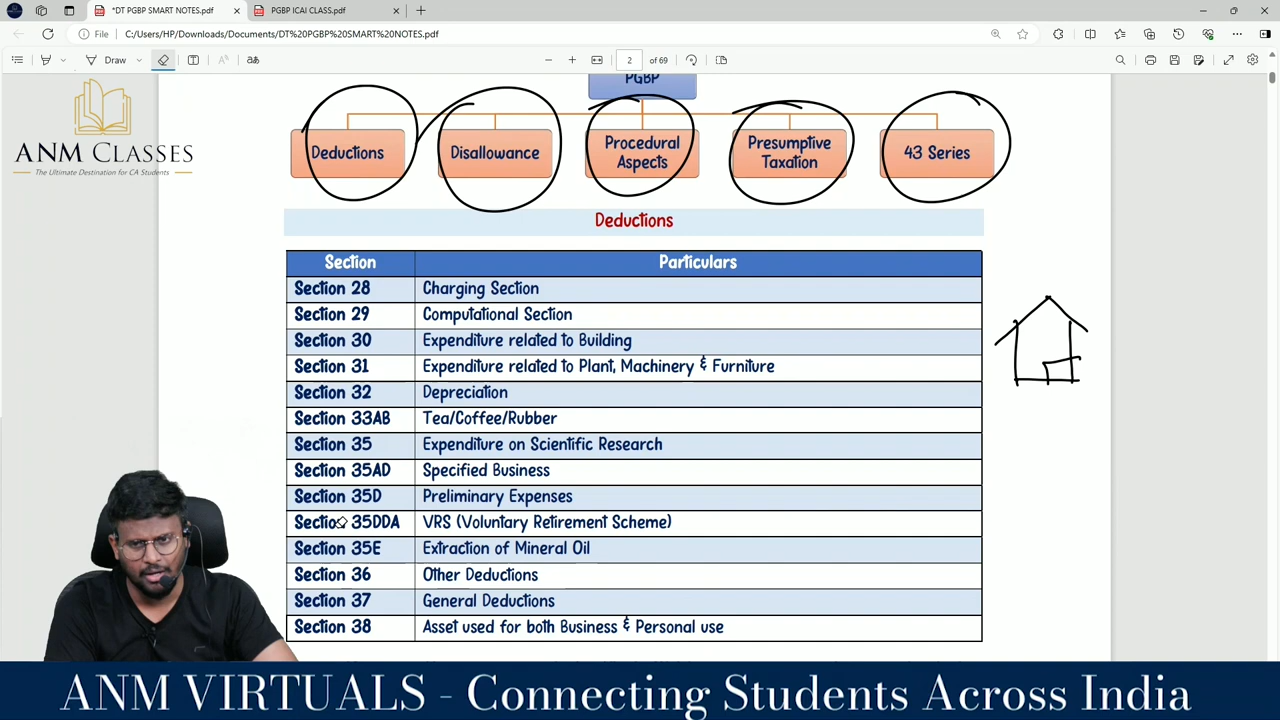 *DT PGBP SMART NOTES.pdf
PGBP ICAI CLASS.pdf
File
C:/Users/HP/Downloads/Documents/DT%20PGBP%20SMART%20NOTES.pdf
Draw
aあ
2 of 69
PGBP
ANM CLASSES
The Ultimate Destination for CA Students
Deductions
Disallowance
Procedural
Aspects
Presumptive
Taxation
43 Series
Deductions
Section Particulars
Section 28 Charging Section
Section 29 Computational Section
Section 30 Expenditure related to Building
Section 31 Expenditure related to Plant, Machinery & Furniture
Section 32 Depreciation
Section 33AB Tea/Coffee/Rubber
Section 35 Expenditure on Scientific Research
Section 35AD Specified Business
Section 35D Preliminary Expenses
Section 35DDA VRS (Voluntary Retirement Scheme)
Section 35E Extraction of Mineral Oil
Section 36 Other Deductions
Section 37 General Deductions
Section 38 Asset used for both Business & Personal use
ANM VIRTUALS - Connecting Students Across India